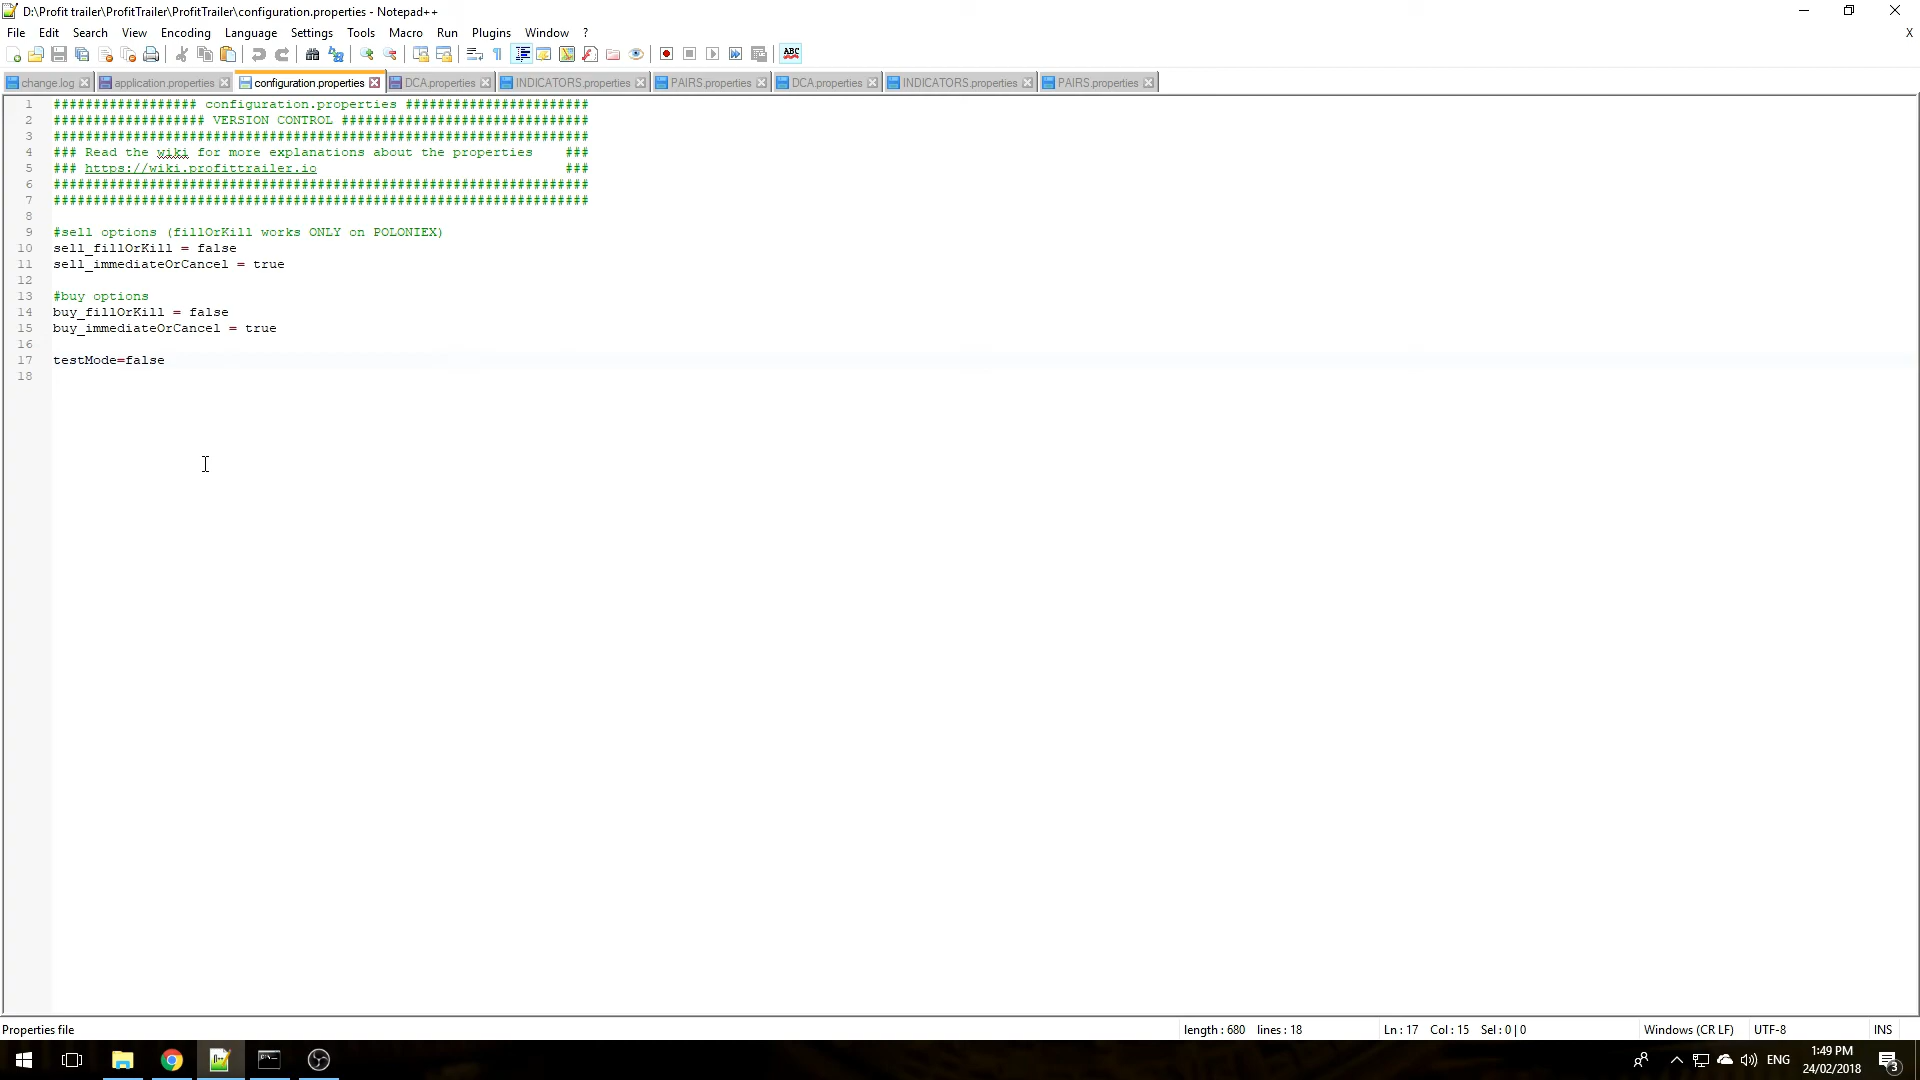 D:\Profit trailer\ProfitTrailer\ProfitTrailer\configuration.properties - Notepad++
File Edit Search View Encoding Language Settings Tools Macro Run Plugins Window ? X
ABC
change.log application.properties configuration.properties DCA.properties INDICATORS.properties PAIRS.properties DCA.properties INDICATORS.properties PAIRS.properties
1 ################## configuration.properties #######################
2 ################### VERSION CONTROL ###############################
3 ###################################################################
4 ### Read the wiki for more explanations about the properties ###
5 ### https://wiki.profittrailer.io ###
6 ###################################################################
7 ###################################################################
8
9 #sell options (fillOrKill works ONLY on POLONIEX)
10 sell_fillOrKill = false
11 sell_immediateOrCancel = true
12
13 #buy options
14 buy_fillOrKill = false
15 buy_immediateOrCancel = true
16
17 testMode=false
18
Properties file length : 680 lines : 18 Ln : 17 Col : 15 Sel : 0 | 0 Windows (CR LF) UTF-8 INS
ENG 1:49 PM
24/02/2018 3